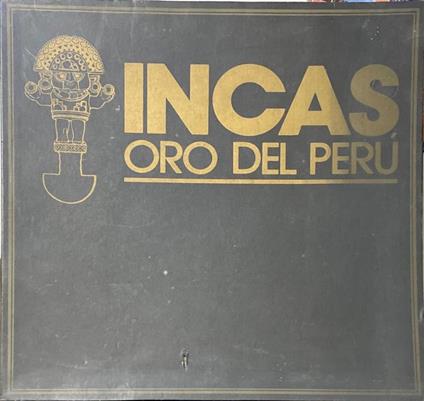 INCAS
ORO DEL PERÚ